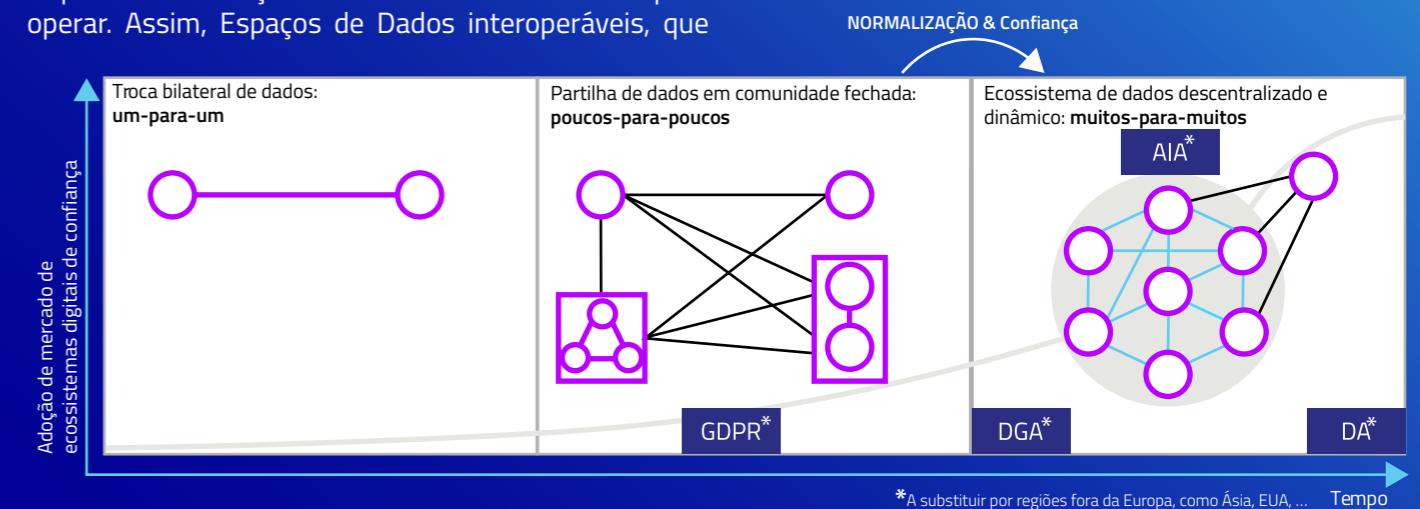 operar. Assim, Espaços de Dados interoperáveis, que
NORMALIZAÇÃO & Confiança
Troca bilateral de dados:
um-para-um
Partilha de dados em comunidade fechada:
poucos-para-poucos
Ecossistema de dados descentralizado e
dinâmico: muitos-para-muitos
AIA*
Adoção de mercado de
ecossistemas digitais de confiança
GDPR*
DGA*
DA*
*A substituir por regiões fora da Europa, como Ásia, EUA, ...
Tempo